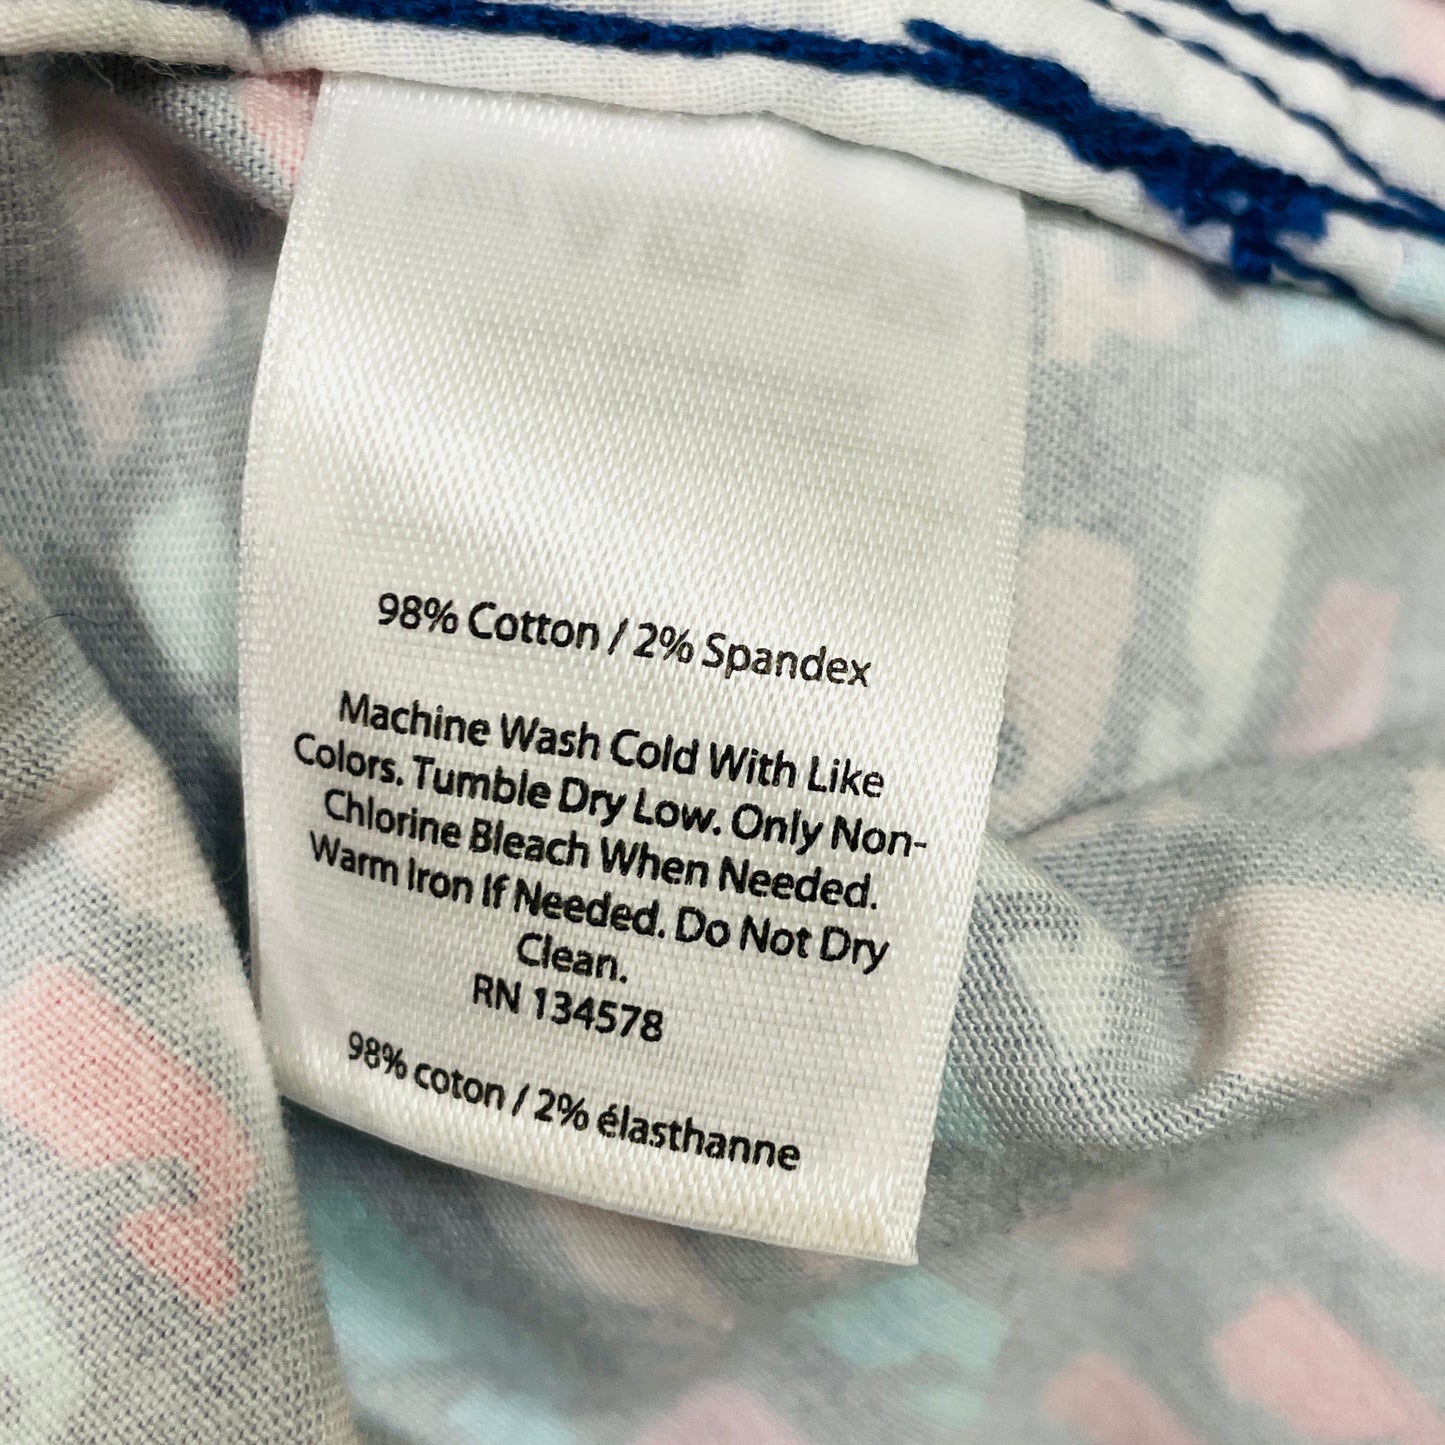 98% Cotton / 2% Spandex
Machine Wash Cold With Like
Colors. Tumble Dry Low. Only Non-
Chlorine Bleach When Needed.
Warm Iron If Needed. Do Not Dry
Clean.
RN 134578
98% coton / 2% élasthanne